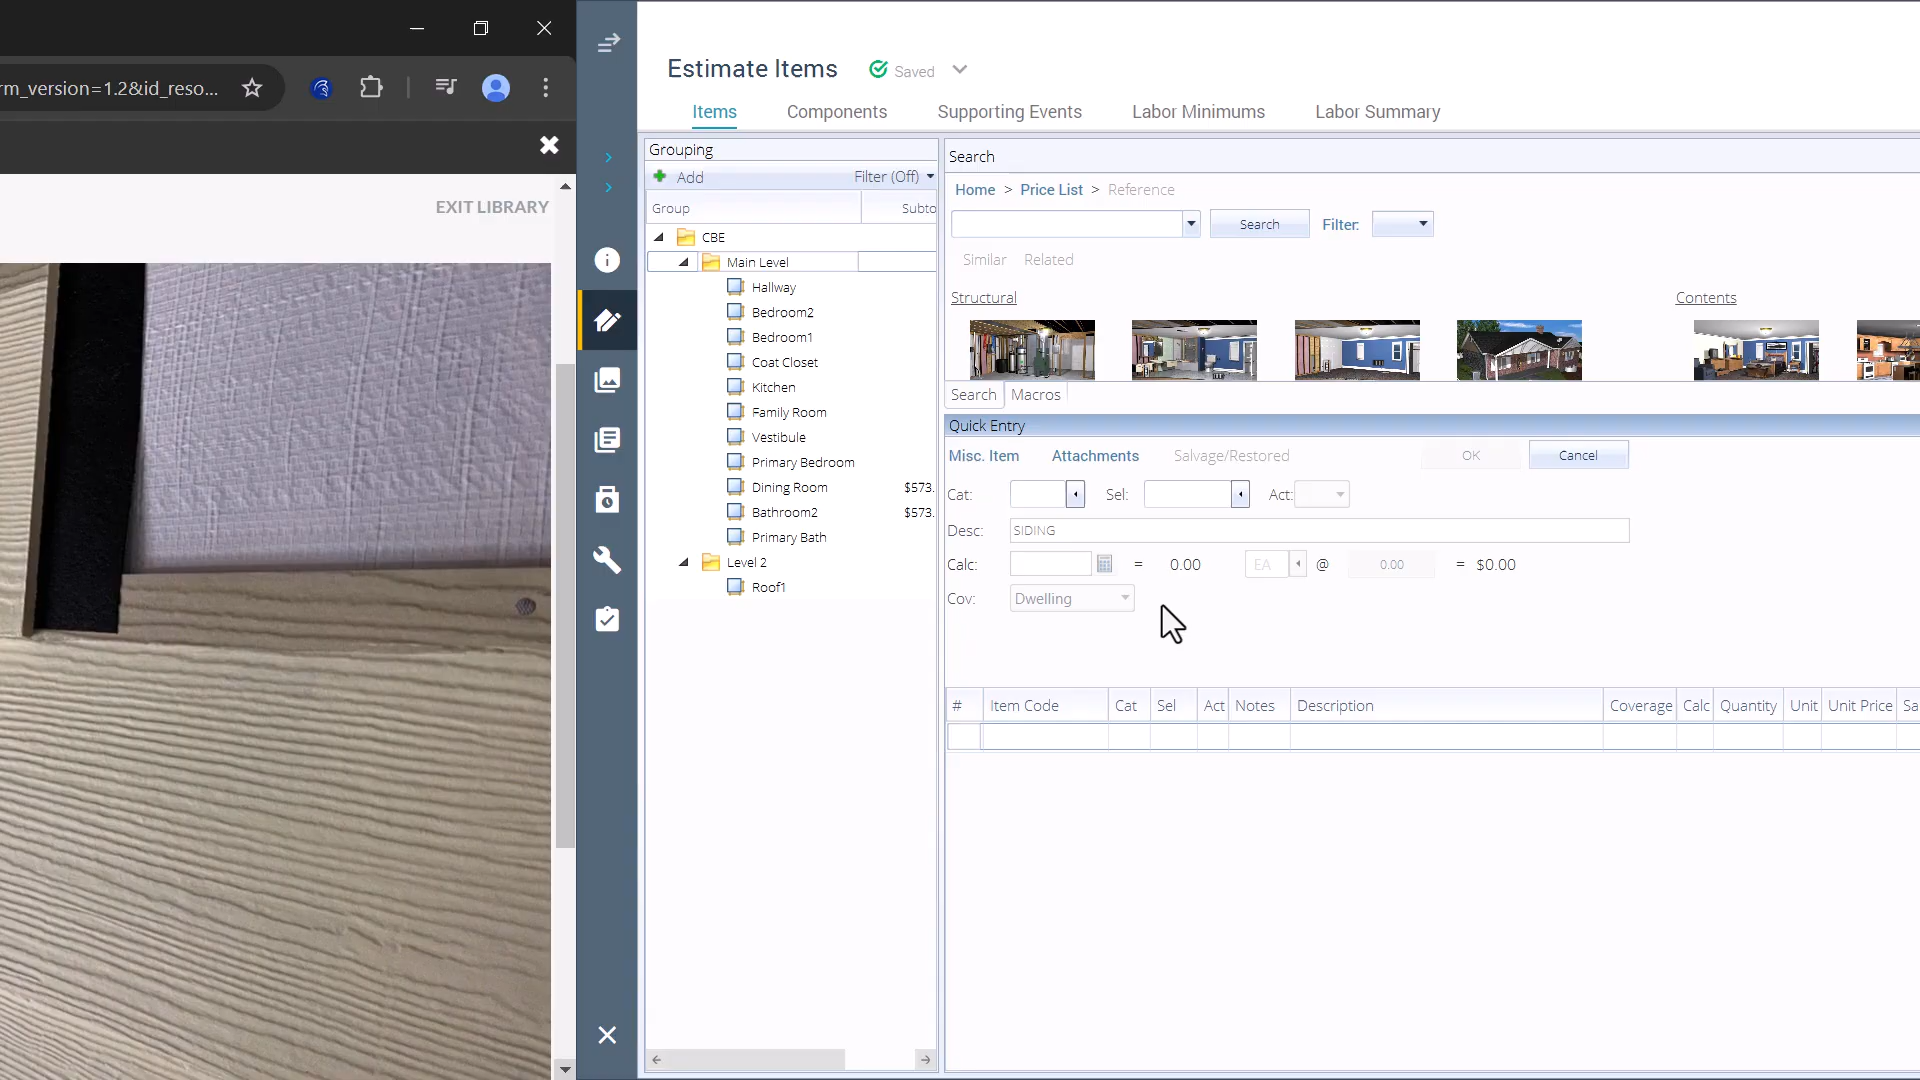 rm_version=1.2&id_reso...
EXIT LIBRARY
Estimate Items
Saved
Items
Components
Supporting Events
Labor Minimums
Labor Summary
Grouping
Add
Filter (Off)
Group
Subto
CBE
Main Level
Hallway
Bedroom2
Bedroom1
Coat Closet
Kitchen
Family Room
Vestibule
Primary Bedroom
Dining Room $573.
Bathroom2 $573.
Primary Bath
Level 2
Roof1
Search
Home > Price List > Reference
Search
Filter:
Similar Related
Structural
Contents
Search Macros
Quick Entry
Misc. Item Attachments Salvage/Restored OK Cancel
Cat: Sel: Act:
Desc: SIDING
Calc: = 0.00 EA @ 0.00 = $0.00
Cov: Dwelling
# Item Code Cat Sel Act Notes Description Coverage Calc Quantity Unit Unit Price Sa